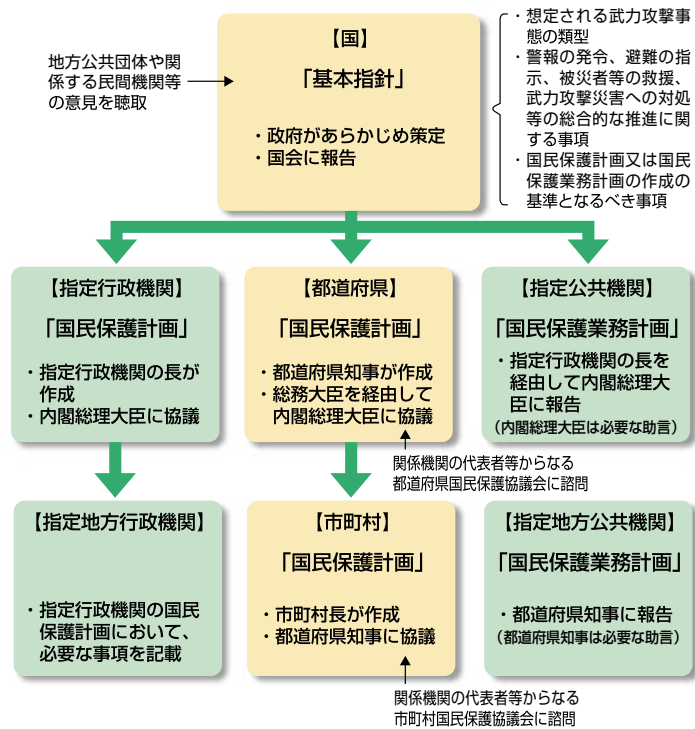 地方公共団体や関
係する民間機関等
の意見を聴取
【国】
「基本指針」
・政府があらかじめ策定
・国会に報告
・想定される武力攻撃事
態の類型
・警報の発令、避難の指
示、被災者等の救援、
武力攻撃災害への対処
等の総合的な推進に関
する事項
・国民保護計画又は国民
保護業務計画の作成の
基準となるべき事項
【指定行政機関】
「国民保護計画」
・指定行政機関の長が
作成
・内閣総理大臣に協議
【都道府県】
「国民保護計画」
・都道府県知事が作成
・総務大臣を経由して
内閣総理大臣に協議
関係機関の代表者等からなる
都道府県国民保護協議会に諮問
【指定公共機関】
「国民保護業務計画」
・指定行政機関の長を
経由して内閣総理大
臣に報告
（内閣総理大臣は必要な助言）
【指定地方行政機関】
・指定行政機関の国民
保護計画において、
必要な事項を記載
【市町村】
「国民保護計画」
・市町村長が作成
・都道府県知事に協議
関係機関の代表者等からなる
市町村国民保護協議会に諮問
【指定地方公共機関】
「国民保護業務計画」
・都道府県知事に報告
（都道府県知事は必要な助言）